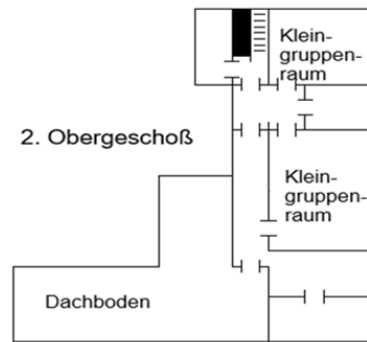 Klein-
gruppen-
raum
2. Obergeschoß
Klein-
gruppen-
raum
Dachboden